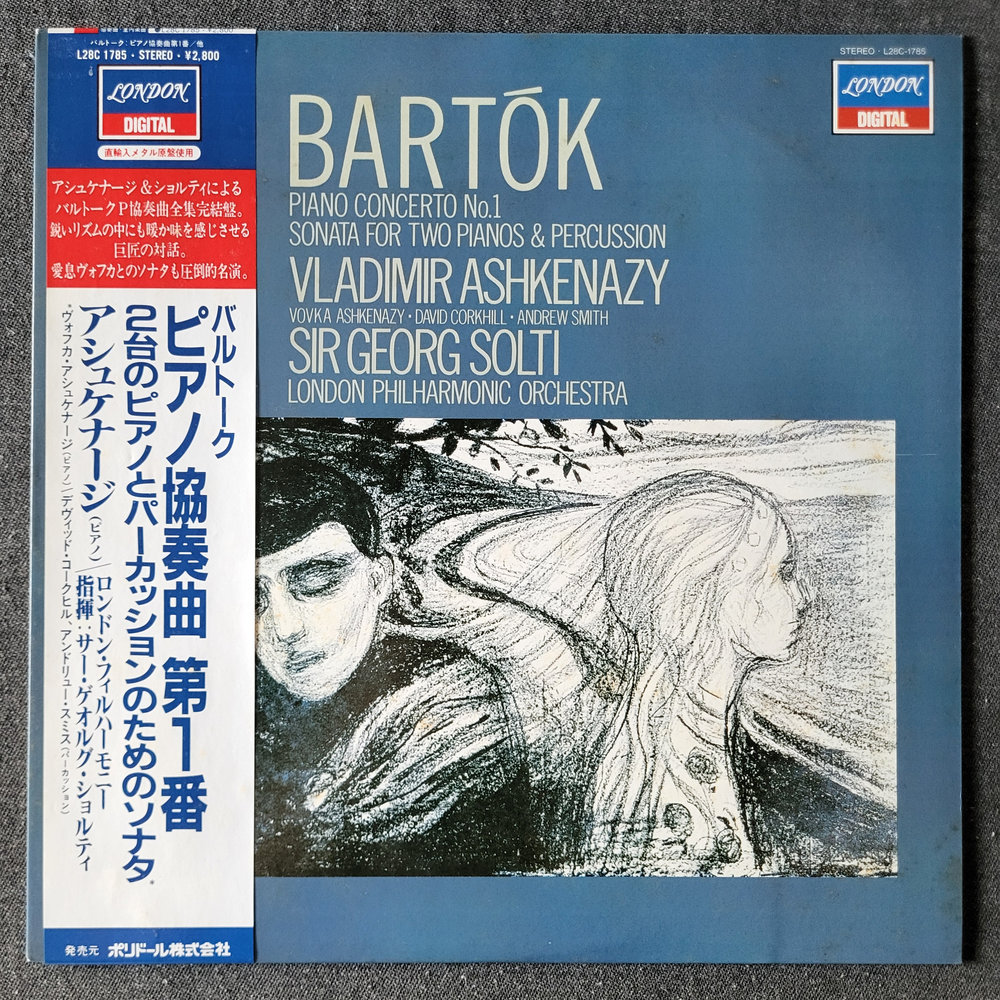 L28C 1785・¥2,800
バルトーク:ピアノ協奏曲第1番/他
L28C 1785・STEREO・¥2,800
LONDON
DIGITAL
直輸入メタル原盤使用
アシュケナージ&ショルティによる
バルトークP協奏曲全集完結盤。
鋭いリズムの中にも暖か味を感じさせる
巨匠の対話。
愛息ヴォフカとのソナタも圧倒的名演。
バルトーク
ピアノ協奏曲 第1番
2台のピアノとパーカッションのためのソナタ*
アシュケナージ(ピアノ)/ロンドン・フィルハーモニー
指揮:サー・ゲオルグ・ショルティ
*ヴォフカ・アシュケナージ(ピアノ)/デヴィッド・コークヒル、アンドリュー・スミス(パーカッション)
発売元 ポリドール株式会社
STEREO・L28C-1785
LONDON
DIGITAL
BARTÓK
PIANO CONCERTO No.1
SONATA FOR TWO PIANOS & PERCUSSION
VLADIMIR ASHKENAZY
VOVKA ASHKENAZY・DAVID CORKHILL・ANDREW SMITH
SIR GEORG SOLTI
LONDON PHILHARMONIC ORCHESTRA